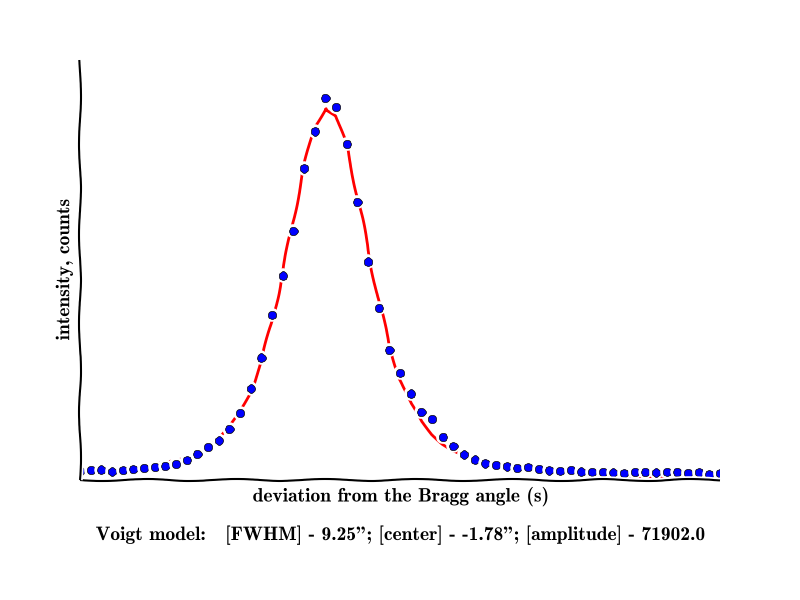 intensity, counts
deviation from the Bragg angle (s)
Voigt model: [FWHM] - 9.25”; [center] - -1.78”; [amplitude] - 71902.0